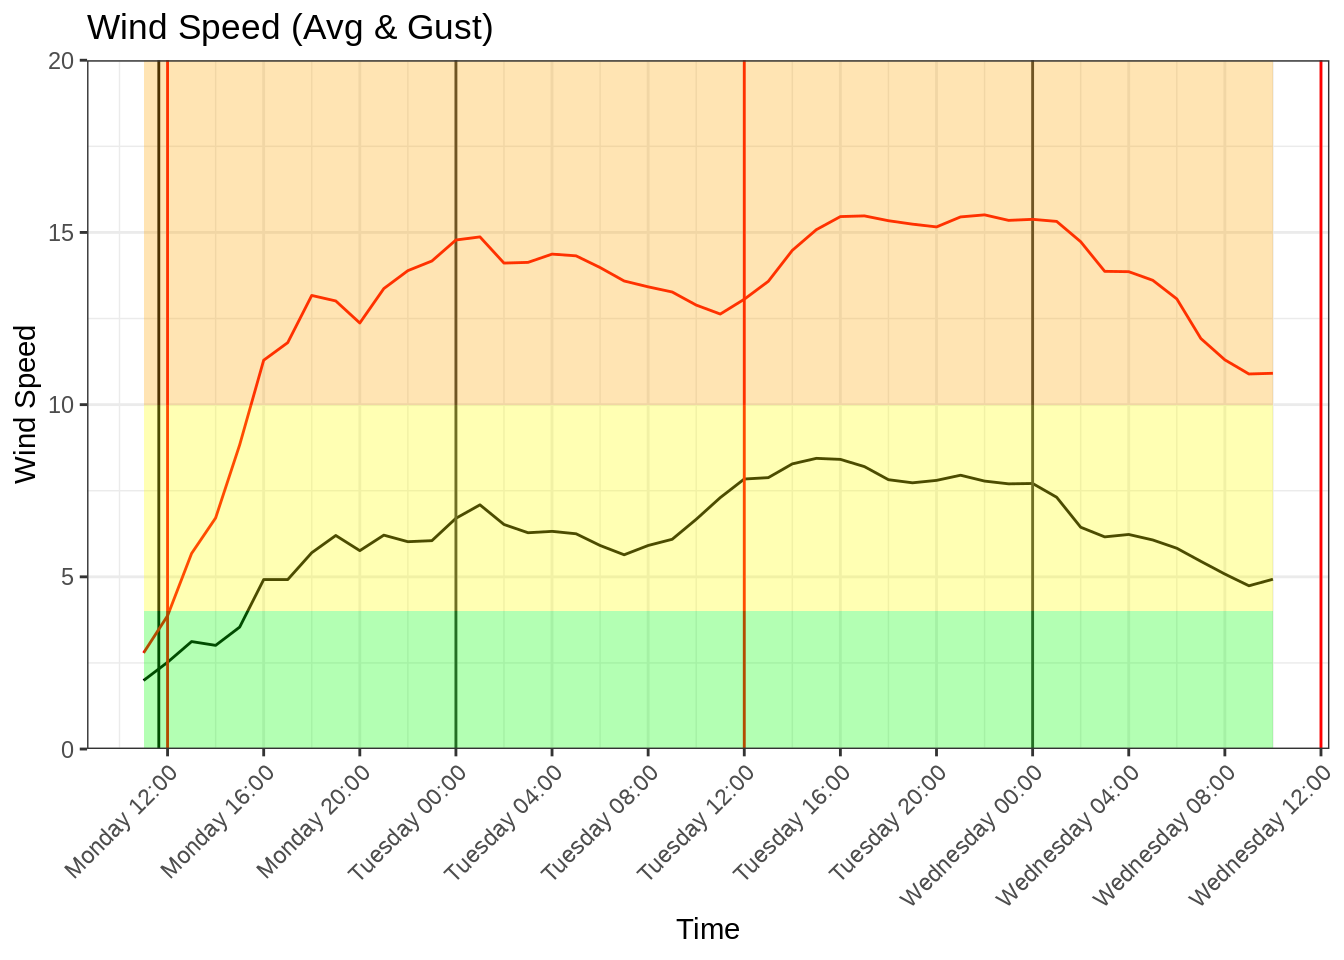 Wind Speed (Avg & Gust)
Wind Speed
20
15
10
5
0
Monday 12:00
Monday 16:00
Monday 20:00
Tuesday 00:00
Tuesday 04:00
Tuesday 08:00
Tuesday 12:00
Tuesday 16:00
Tuesday 20:00
Wednesday 00:00
Wednesday 04:00
Wednesday 08:00
Wednesday 12:00
Time